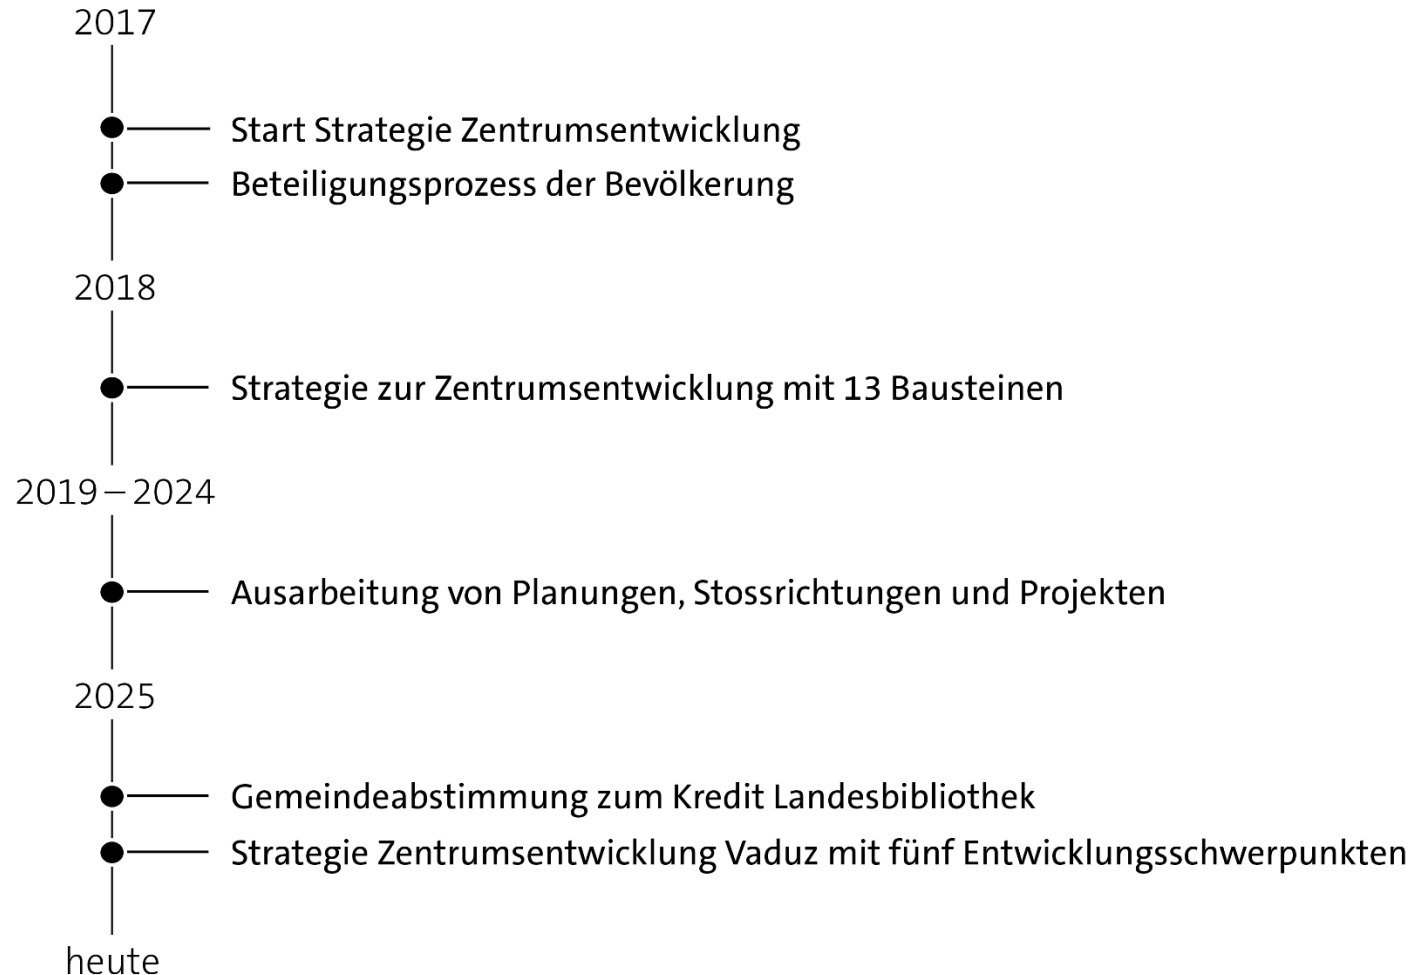 2017
Start Strategie Zentrumsentwicklung
Beteiligungsprozess der Bevölkerung
2018
Strategie zur Zentrumsentwicklung mit 13 Bausteinen
2019 – 2024
Ausarbeitung von Planungen, Stossrichtungen und Projekten
2025
Gemeindeabstimmung zum Kredit Landesbibliothek
Strategie Zentrumsentwicklung Vaduz mit fünf Entwicklungsschwerpunkten
heute